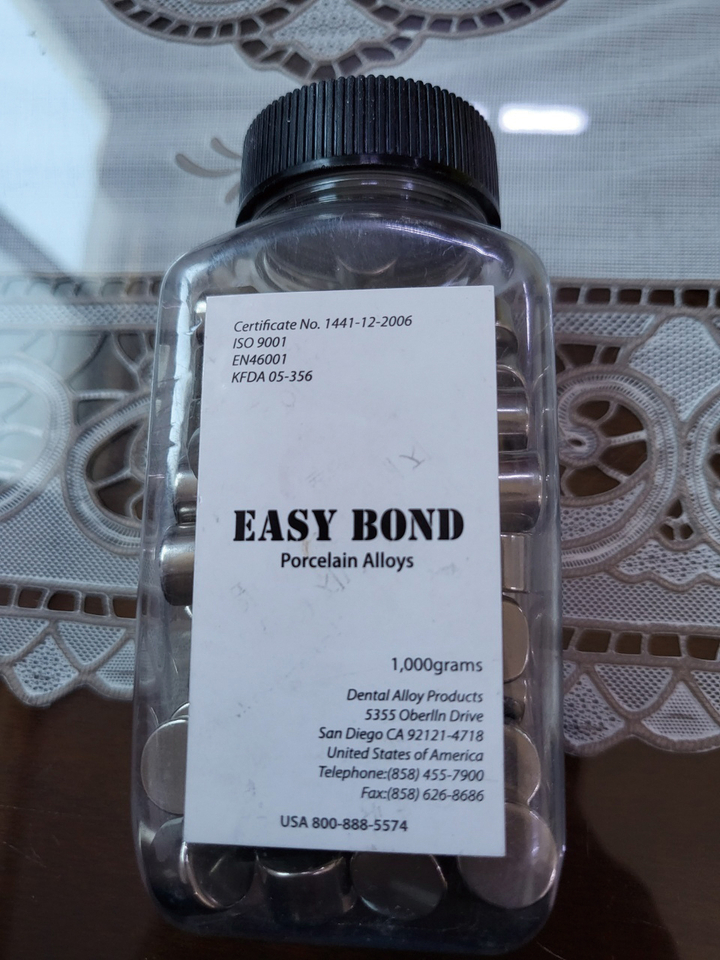 Certificate No. 1441-12-2006
ISO 9001
EN46001
KFDA 05-356
EASY BOND
Porcelain Alloys
1,000grams
Dental Alloy Products
5355 Oberlln Drive
San Diego CA 92121-4718
United States of America
Telephone:(858) 455-7900
Fax:(858) 626-8686
USA 800-888-5574